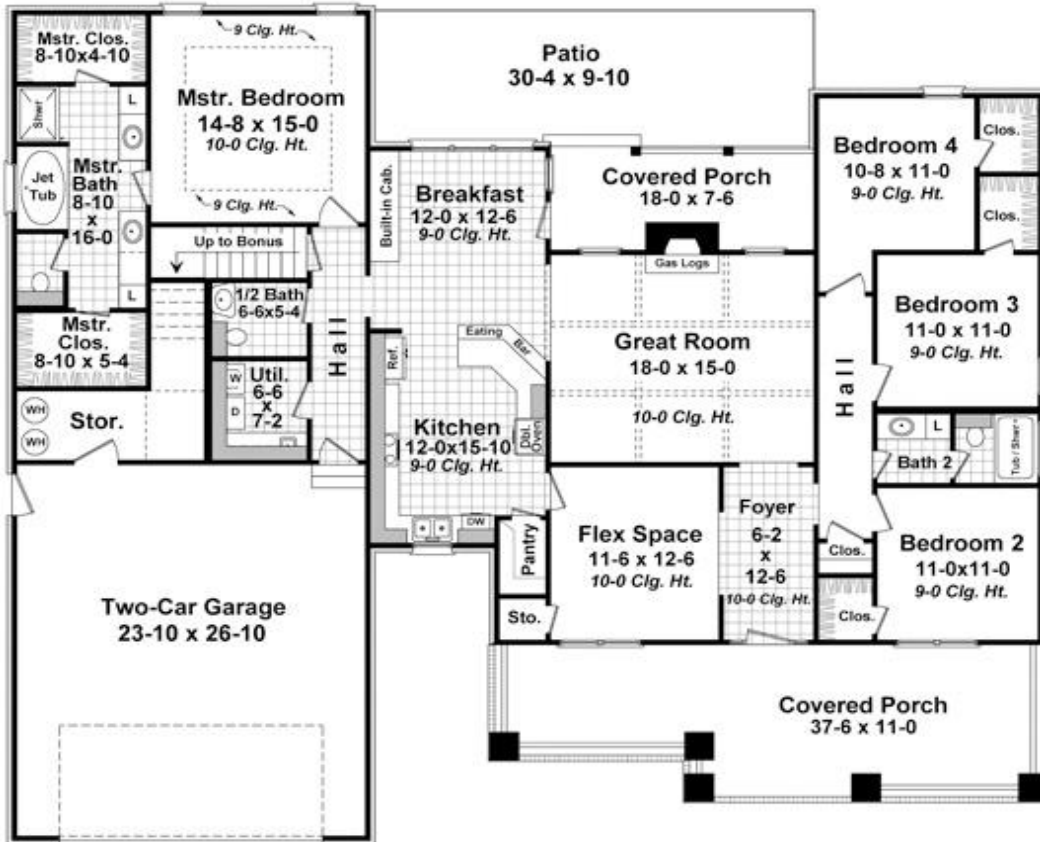 Mstr. Clos.
8-10x4-10
9 Clg. Ht.
Mstr. Bedroom
14-8 x 15-0
10-0 Clg. Ht.
9 Clg. Ht.
Patio
30-4 x 9-10
L
Shwr
Jet
Tub
Mstr.
Bath
8-10
x
16-0
L
Up to Bonus
Built-in Cab.
Breakfast
12-0 x 12-6
9-0 Clg. Ht.
Covered Porch
18-0 x 7-6
Gas Logs
Bedroom 4
10-8 x 11-0
9-0 Clg. Ht.
Clos.
Clos.
1/2 Bath
6-6x5-4
Mstr.
Clos.
8-10 x 5-4
Hall
Eating
Bar
Ref.
Great Room
18-0 x 15-0
10-0 Clg. Ht.
Hall
Bedroom 3
11-0 x 11-0
9-0 Clg. Ht.
W
D
Util.
6-6
x
7-2
WH
WH
Stor.
Kitchen
12-0x15-10
9-0 Clg. Ht.
Dbl.
Oven
DW
Pantry
L
Bath 2
Tub / Shwr
Flex Space
11-6 x 12-6
10-0 Clg. Ht.
Foyer
6-2
x
12-6
10-0 Clg. Ht.
Clos.
Bedroom 2
11-0x11-0
9-0 Clg. Ht.
Clos.
Sto.
Two-Car Garage
23-10 x 26-10
Covered Porch
37-6 x 11-0